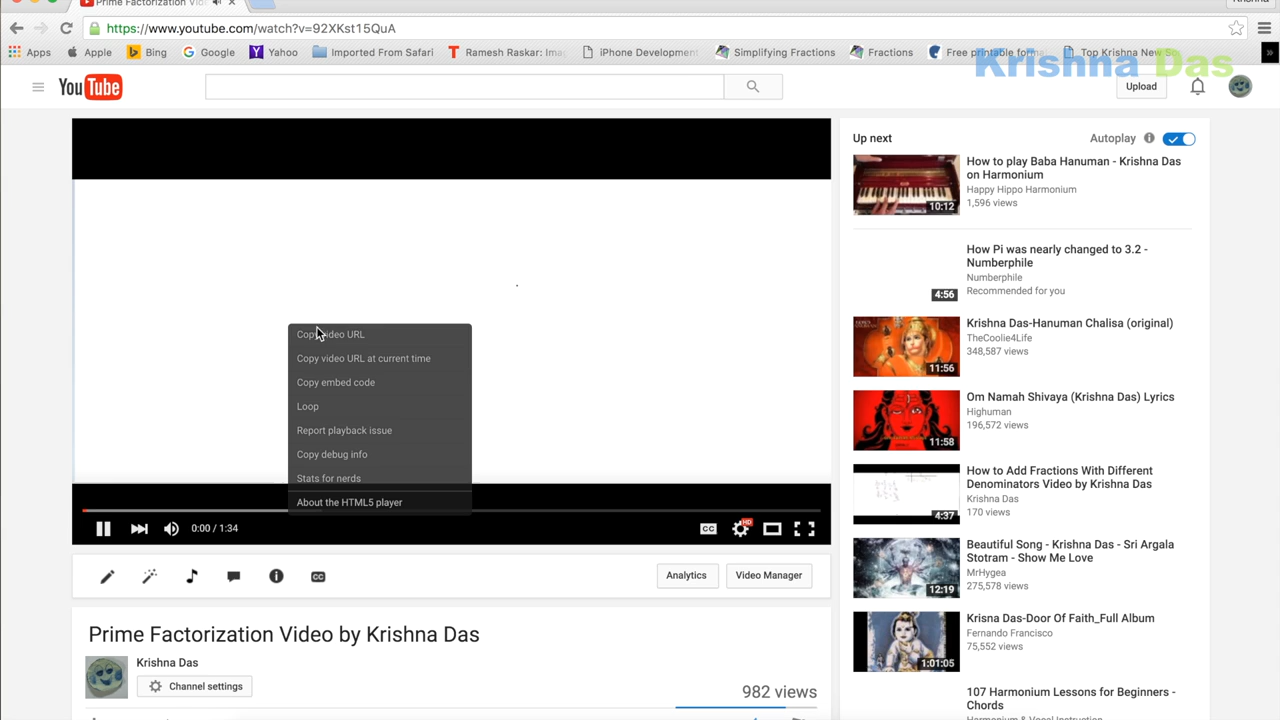 Prime Factorization Video
Krishna
https://www.youtube.com/watch?v=92XKst15QuA
Apps Apple Bing Google Yahoo Imported From Safari Ramesh Raskar: Ima iPhone Development Simplifying Fractions Fractions Free printable forma Top Krishna New So »
Krishna Das
YouTube
Upload
Up next
Autoplay
How to play Baba Hanuman - Krishna Das
on Harmonium
Happy Hippo Harmonium
1,596 views
10:12
How Pi was nearly changed to 3.2 -
Numberphile
Numberphile
Recommended for you
4:56
Krishna Das-Hanuman Chalisa (original)
TheCoolie4Life
348,587 views
11:56
Om Namah Shivaya (Krishna Das) Lyrics
Highuman
196,572 views
11:58
How to Add Fractions With Different
Denominators Video by Krishna Das
Krishna Das
170 views
4:37
Beautiful Song - Krishna Das - Sri Argala
Stotram - Show Me Love
MrHygea
275,578 views
12:19
Krisna Das-Door Of Faith_Full Album
Fernando Francisco
75,552 views
1:01:05
107 Harmonium Lessons for Beginners -
Chords
Harmonium & Vocal Instruction
Copy video URL
Copy video URL at current time
Copy embed code
Loop
Report playback issue
Copy debug info
Stats for nerds
About the HTML5 player
0:00 / 1:34
CC
HD
CC
Analytics
Video Manager
Prime Factorization Video by Krishna Das
Krishna Das
Channel settings
982 views